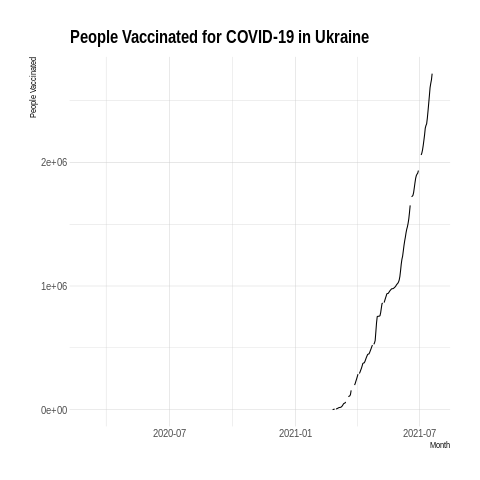 People Vaccinated for COVID-19 in Ukraine
People Vaccinated
2e+06
1e+06
0e+00
2020-07
2021-01
2021-07
Month